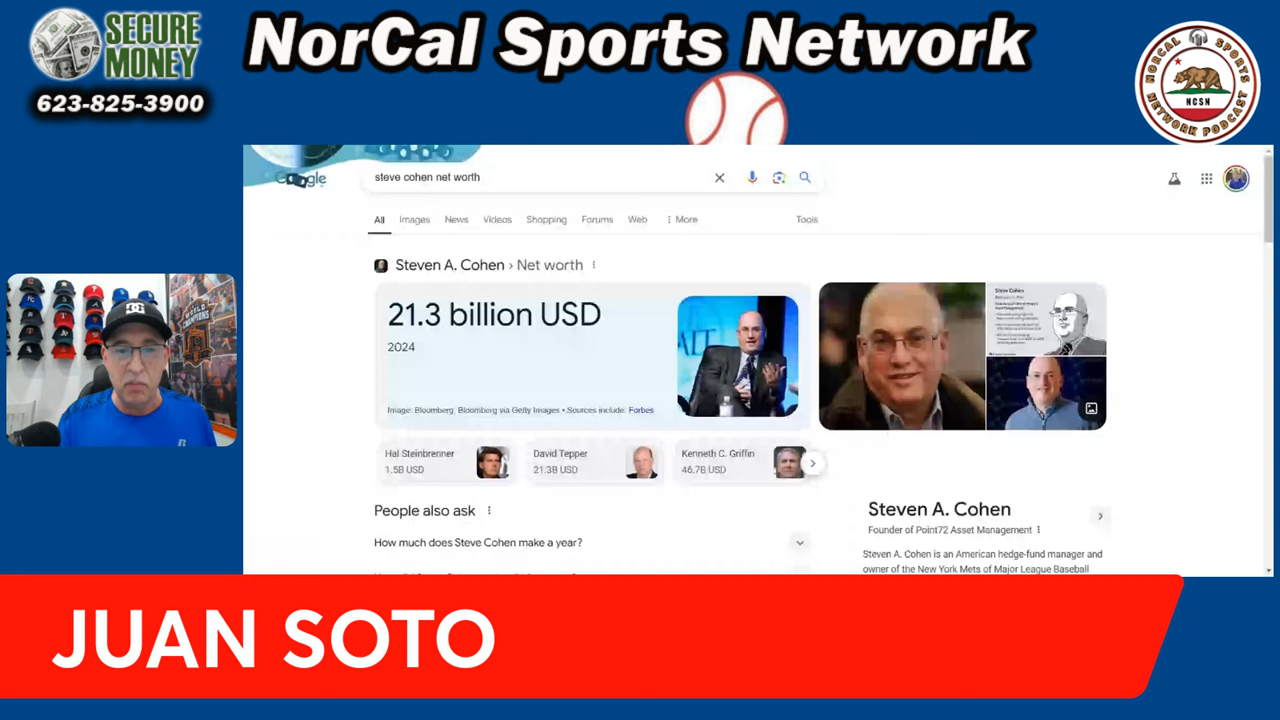 SECURE
MONEY
623-825-3900
NorCal Sports Network
NORCAL SPORTS
NETWORK PODCAST
NCSN
Google
steve cohen net worth
All Images News Videos Shopping Forums Web More Tools
Steven A. Cohen › Net worth
21.3 billion USD
2024
Image: Bloomberg, Bloomberg via Getty Images • Sources include: Forbes
Steve Cohen
Hal Steinbrenner
1.5B USD
David Tepper
21.3B USD
Kenneth C. Griffin
46.7B USD
People also ask
How much does Steve Cohen make a year?
Steven A. Cohen
Founder of Point72 Asset Management
Steven A. Cohen is an American hedge-fund manager and
owner of the New York Mets of Major League Baseball
WORLD
CHAMPIONS
DC
JUAN SOTO